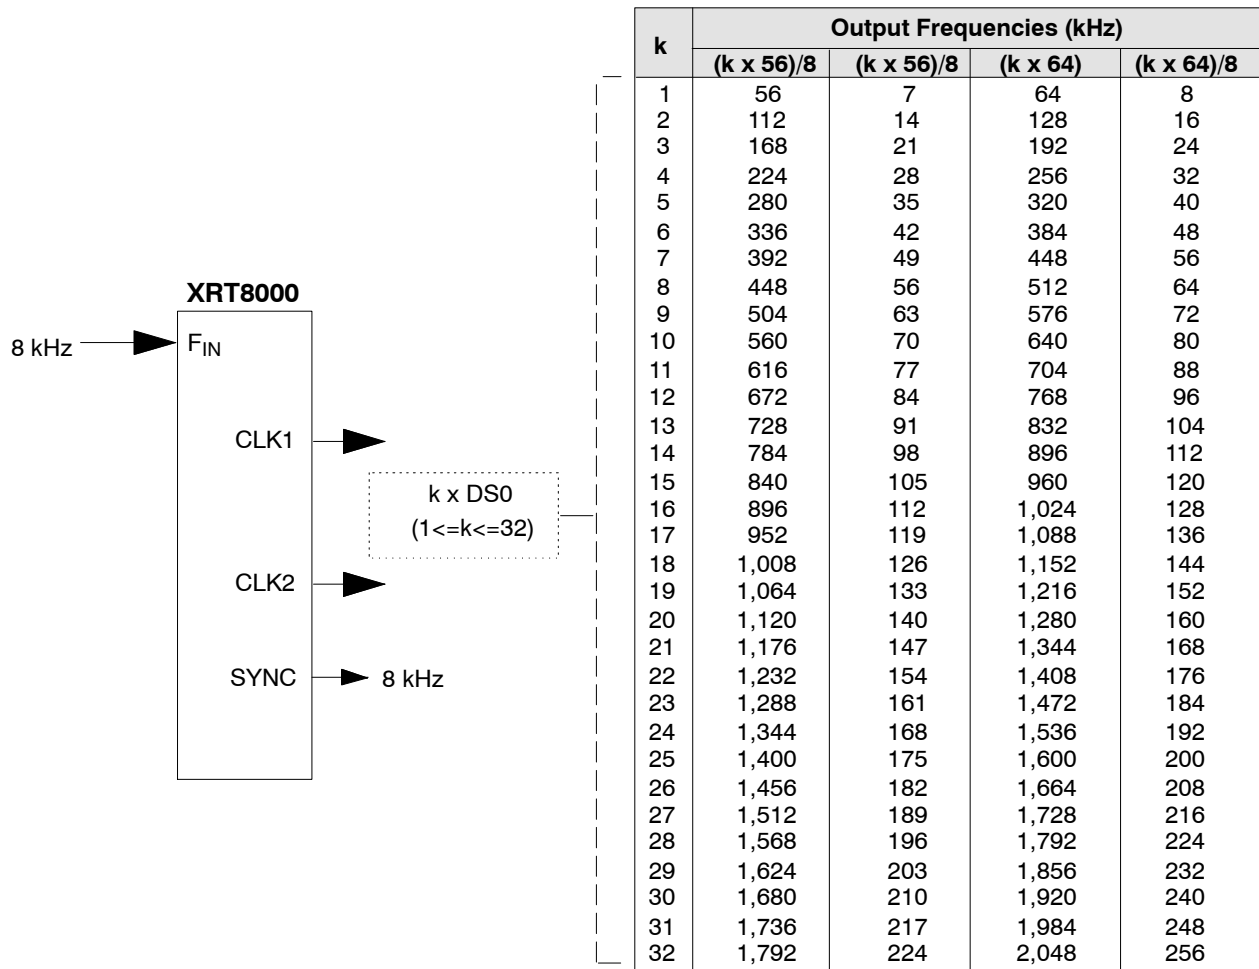 XRT8000
8 kHz
FIN
CLK1
CLK2
SYNC
8 kHz
k x DS0
(1<=k<=32)
k Output Frequencies (kHz)
(k x 56)/8 (k x 56)/8 (k x 64) (k x 64)/8
1 56 7 64 8
2 112 14 128 16
3 168 21 192 24
4 224 28 256 32
5 280 35 320 40
6 336 42 384 48
7 392 49 448 56
8 448 56 512 64
9 504 63 576 72
10 560 70 640 80
11 616 77 704 88
12 672 84 768 96
13 728 91 832 104
14 784 98 896 112
15 840 105 960 120
16 896 112 1,024 128
17 952 119 1,088 136
18 1,008 126 1,152 144
19 1,064 133 1,216 152
20 1,120 140 1,280 160
21 1,176 147 1,344 168
22 1,232 154 1,408 176
23 1,288 161 1,472 184
24 1,344 168 1,536 192
25 1,400 175 1,600 200
26 1,456 182 1,664 208
27 1,512 189 1,728 216
28 1,568 196 1,792 224
29 1,624 203 1,856 232
30 1,680 210 1,920 240
31 1,736 217 1,984 248
32 1,792 224 2,048 256